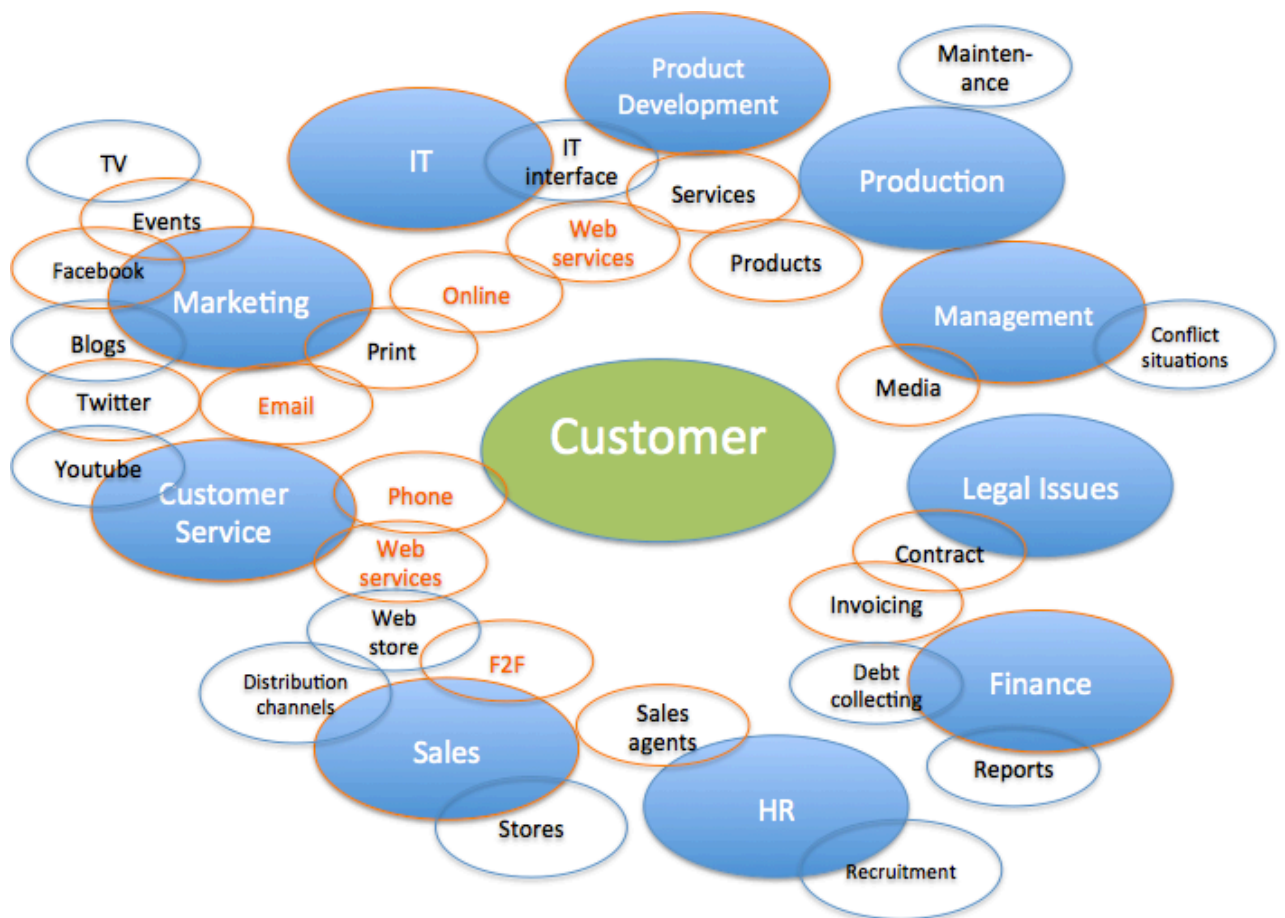 Product
Development
Mainten-
ance
IT
IT
interface
TV
Production
Services
Events
Web
services
Products
Facebook
Online
Marketing
Management
Blogs
Print
Conflict
situations
Media
Twitter
Email
Customer
Youtube
Customer
Service
Phone
Legal Issues
Web
services
Contract
Invoicing
Web
store
F2F
Distribution
channels
Debt
collecting
Finance
Sales
Sales
agents
Reports
HR
Stores
Recruitment